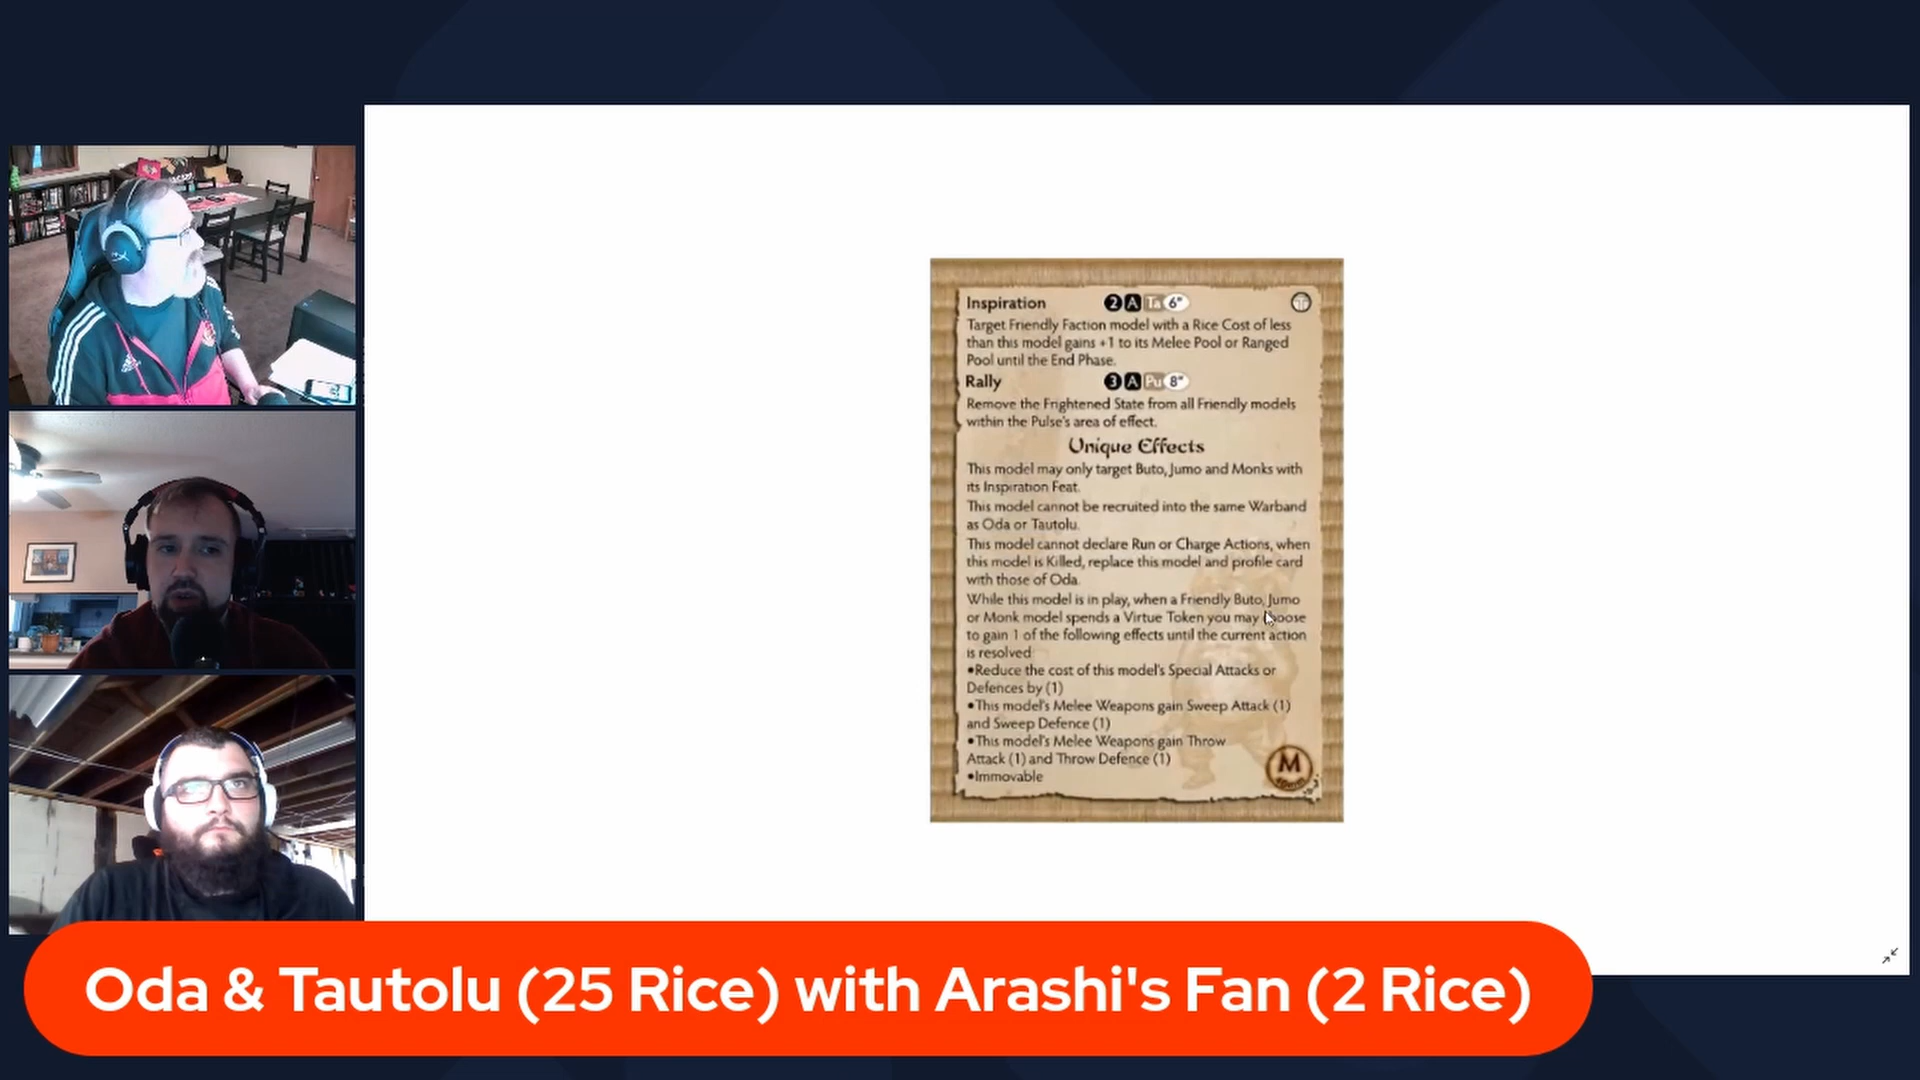 Inspiration 2 A Ta 6"
Target Friendly Faction model with a Rice Cost of less
than this model gains +1 to its Melee Pool or Ranged
Pool until the End Phase.
Rally 3 A Pu 8"
Remove the Frightened State from all Friendly models
within the Pulse's area of effect.
Unique Effects
This model may only target Buto, Jumo and Monks with
its Inspiration Feat.
This model cannot be recruited into the same Warband
as Oda or Tautolu.
This model cannot declare Run or Charge Actions, when
this model is Killed, replace this model and profile card
with those of Oda.
While this model is in play, when a Friendly Buto, Jumo
or Monk model spends a Virtue Token you may choose
to gain 1 of the following effects until the current action
is resolved
•Reduce the cost of this model's Special Attacks or
Defences by (1)
•This model's Melee Weapons gain Sweep Attack (1)
and Sweep Defence (1)
•This model's Melee Weapons gain Throw
Attack (1) and Throw Defence (1)
•Immovable
M
Oda & Tautolu (25 Rice) with Arashi's Fan (2 Rice)